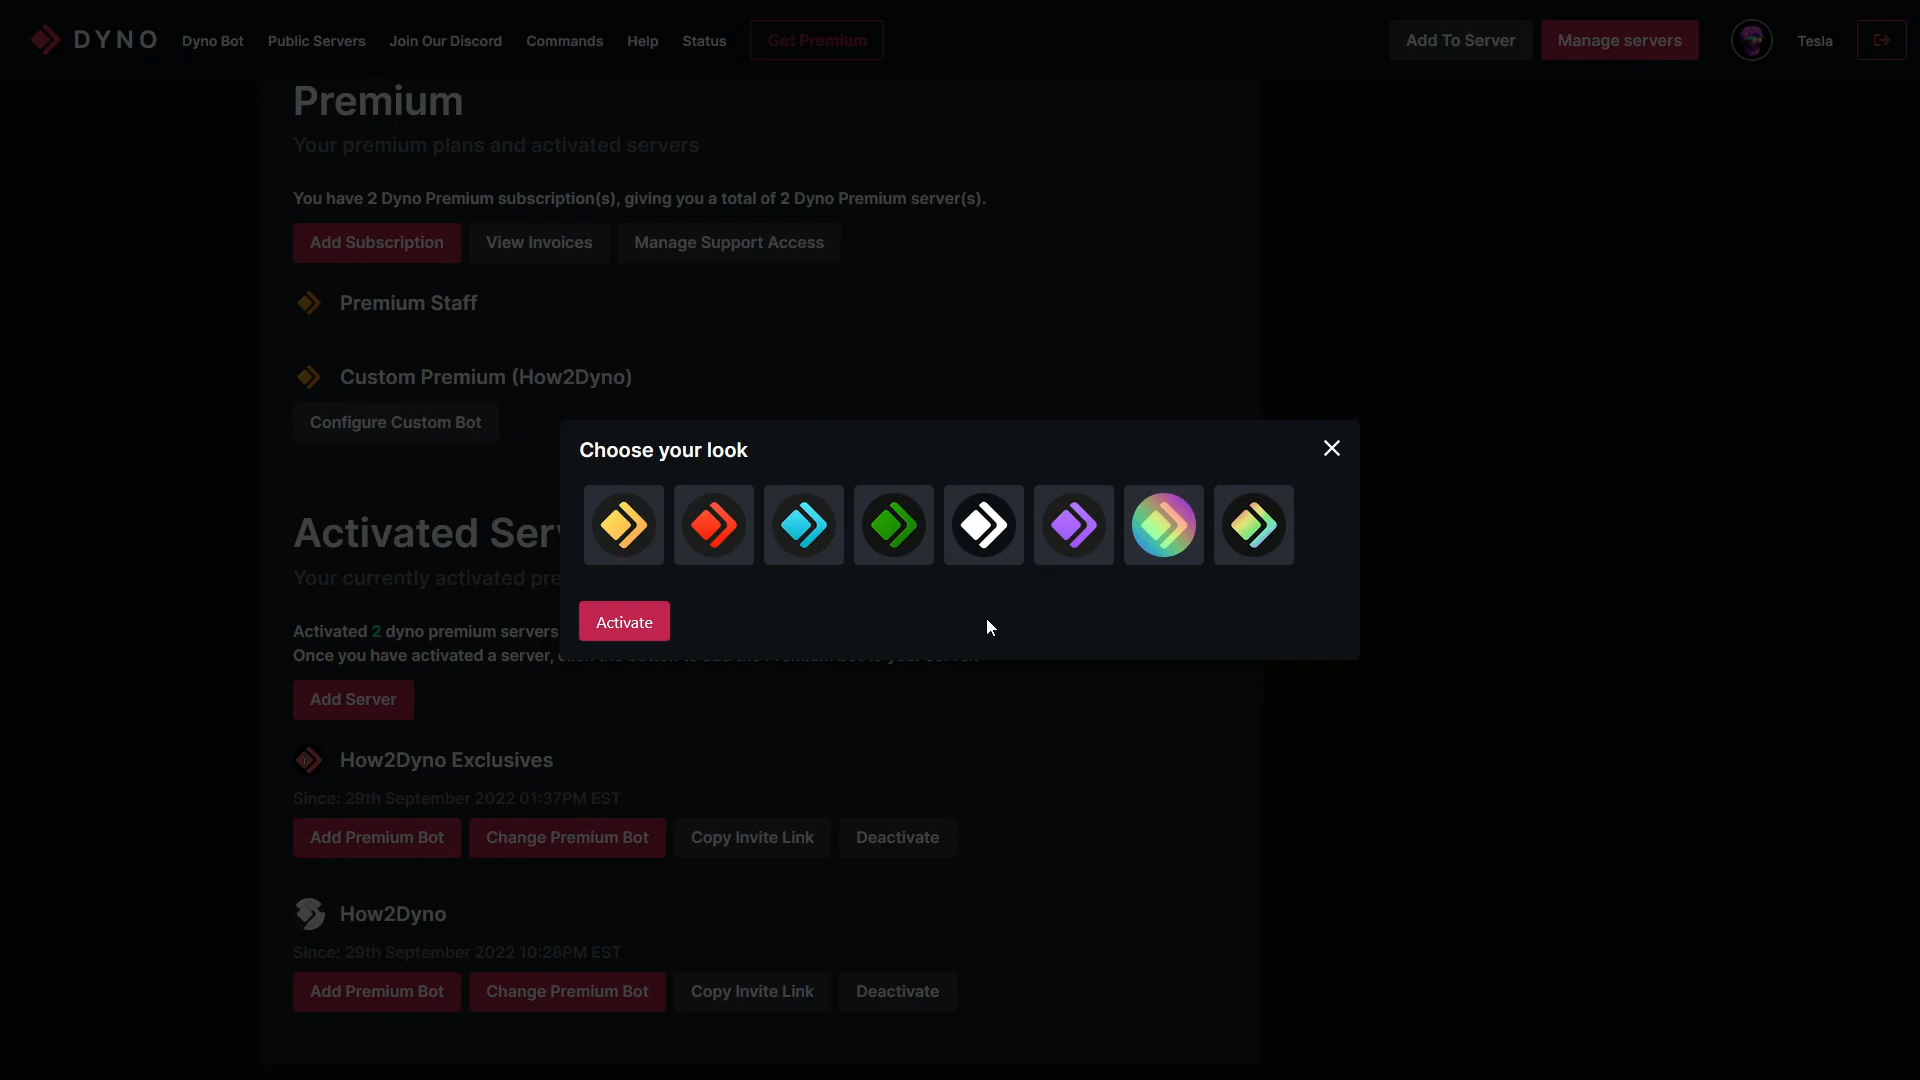 DYNO Dyno Bot Public Servers Join Our Discord Commands Help Status Get Premium Add To Server Manage servers Tesla
Premium
Your premium plans and activated servers
You have 2 Dyno Premium subscription(s), giving you a total of 2 Dyno Premium server(s).
Add Subscription View Invoices Manage Support Access
Premium Staff
Custom Premium (How2Dyno)
Configure Custom Bot
Choose your look
Activate
Activated Ser
Your currently activated pre
Activated 2 dyno premium servers
Once you have activated a server,
Add Server
How2Dyno Exclusives
Since: 29th September 2022 01:37PM EST
Add Premium Bot Change Premium Bot Copy Invite Link Deactivate
How2Dyno
Since: 29th September 2022 10:28PM EST
Add Premium Bot Change Premium Bot Copy Invite Link Deactivate